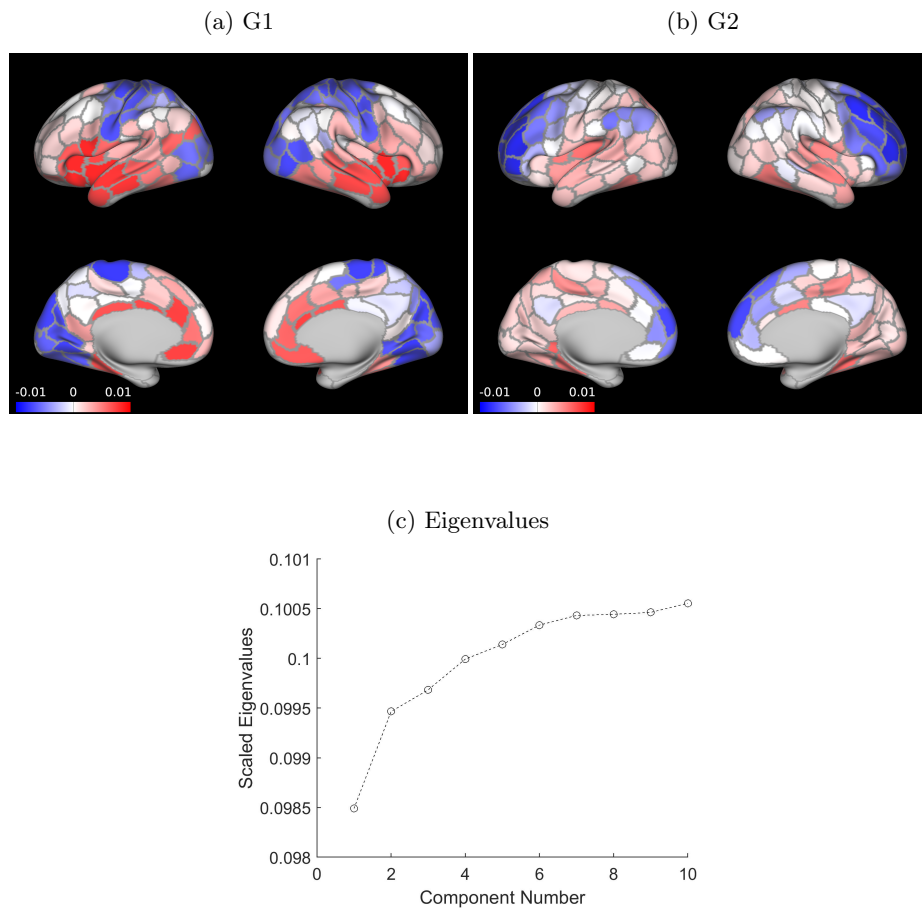 (a) G1
(b) G2
-0.01 0 0.01
-0.01 0 0.01
(c) Eigenvalues
0.101
0.1005
0.1
0.0995
0.099
0.0985
0.098
Scaled Eigenvalues
0 2 4 6 8 10
Component Number